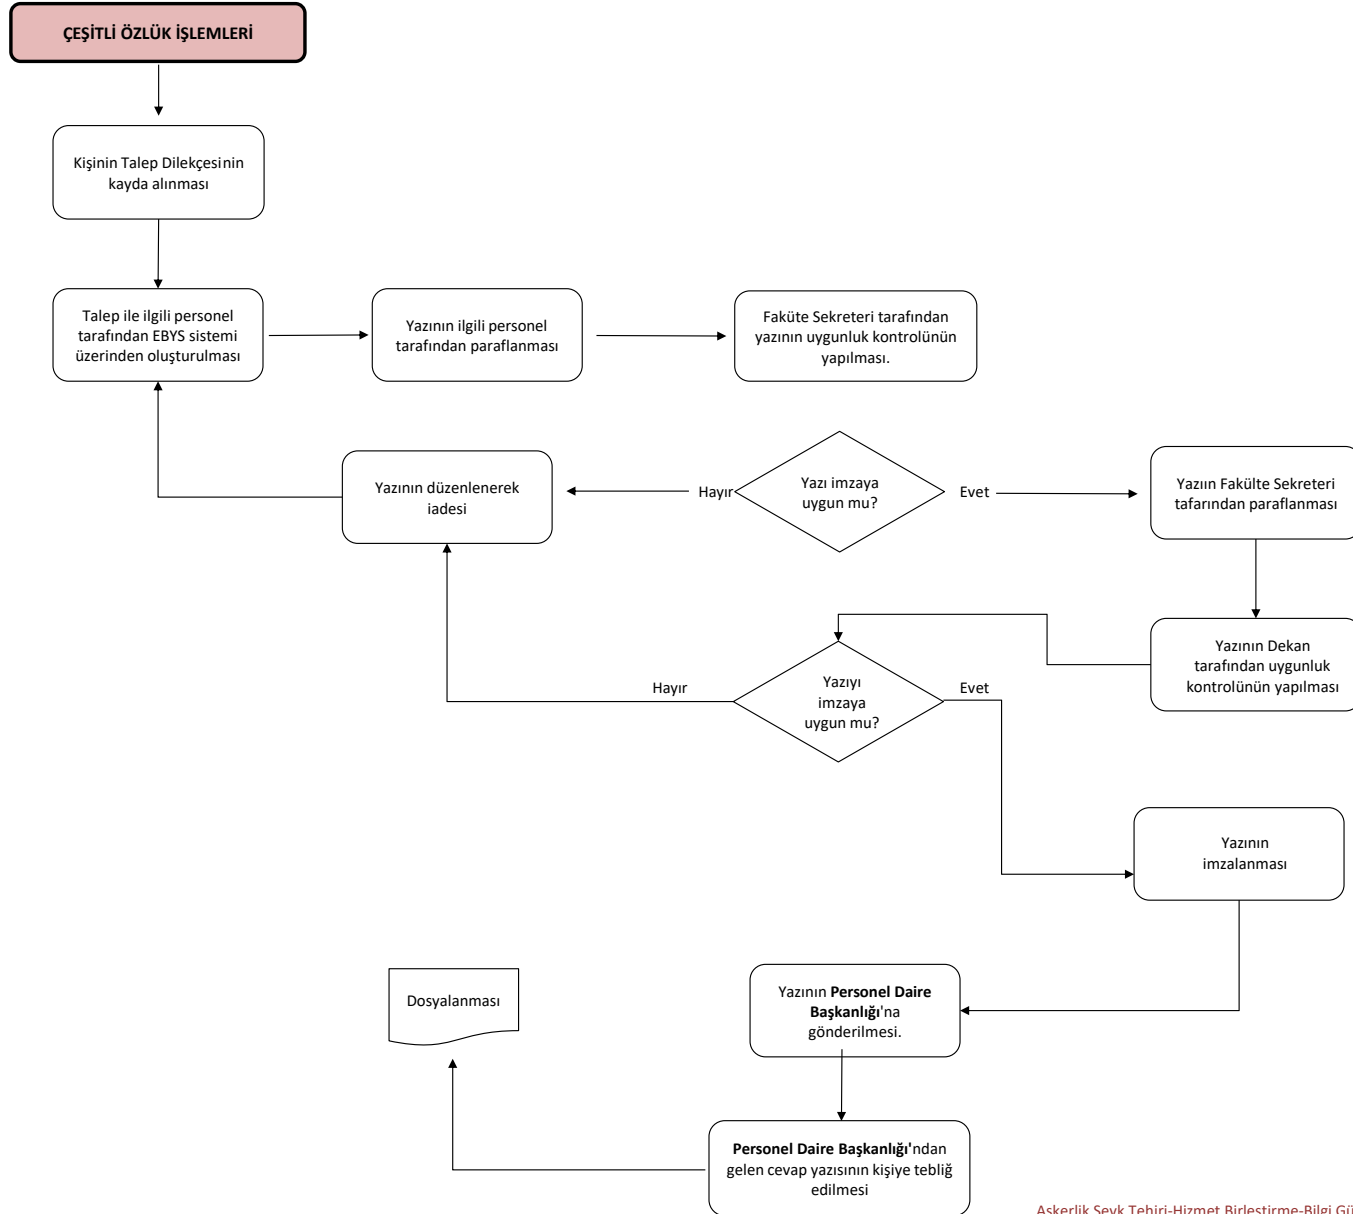 ÇEŞİTLİ ÖZLÜK İŞLEMLERİ
Kişinin Talep Dilekçesinin
kayda alınması
Talep ile ilgili personel
tarafından EBYS sistemi
üzerinden oluşturulması
Yazının ilgili personel
tarafından paraflanması
Faküte Sekreteri tarafından
yazının uygunluk kontrolünün
yapılması.
Yazının düzenlenerek
iadesi
Hayır
Yazı imzaya
uygun mu?
Evet
Yazıın Fakülte Sekreteri
tafarından paraflanması
Yazının Dekan
tarafından uygunluk
kontrolünün yapılması
Hayır
Yazıyı
imzaya
uygun mu?
Evet
Yazının
imzalanması
Dosyalanması
Yazının Personel Daire
Başkanlığı'na
gönderilmesi.
Personel Daire Başkanlığı'ndan
gelen cevap yazısının kişiye tebliğ
edilmesi
Askerlik Sevk Tehiri-Hizmet Birleştirme-Bilgi Gü